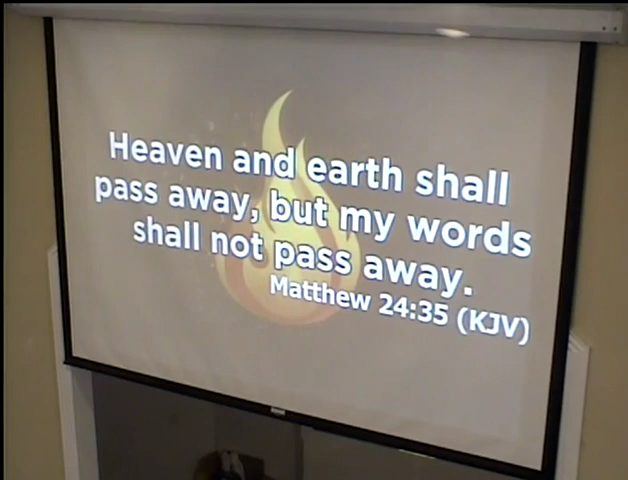 Heaven and earth shall
pass away, but my words
shall not pass away.
Matthew 24:35 (KJV)